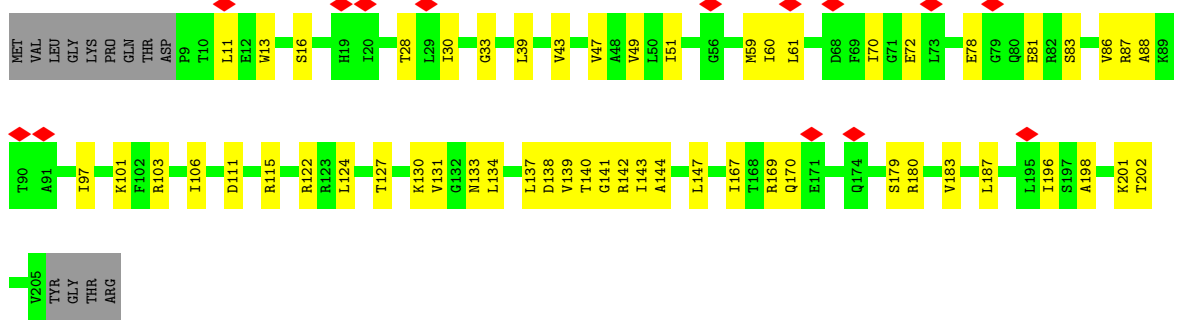 MET VAL LEU GLY LYS PRO GLN THR ASP P9 T10 L11 E12 W13 S16 H19 I20 T28 L29 I30 G33 L39 V43 V47 A48 V49 L50 I51 G56 M59 I60 L61 D68 F69 I70 G71 E72 L73 E78 G79 Q80 E81 R82 S83 V86 R87 A88 K89
T90 A91 I97 K101 F102 R103 I106 D111 R115 R122 R123 L124 T127 K130 V131 G132 N133 L134 L137 D138 V139 T140 G141 R142 I143 A144 L147 I167 T168 R169 Q170 E171 Q174 S179 R180 V183 L187 L195 I196 S197 A198 K201 T202
V205 TYR GLY THR ARG